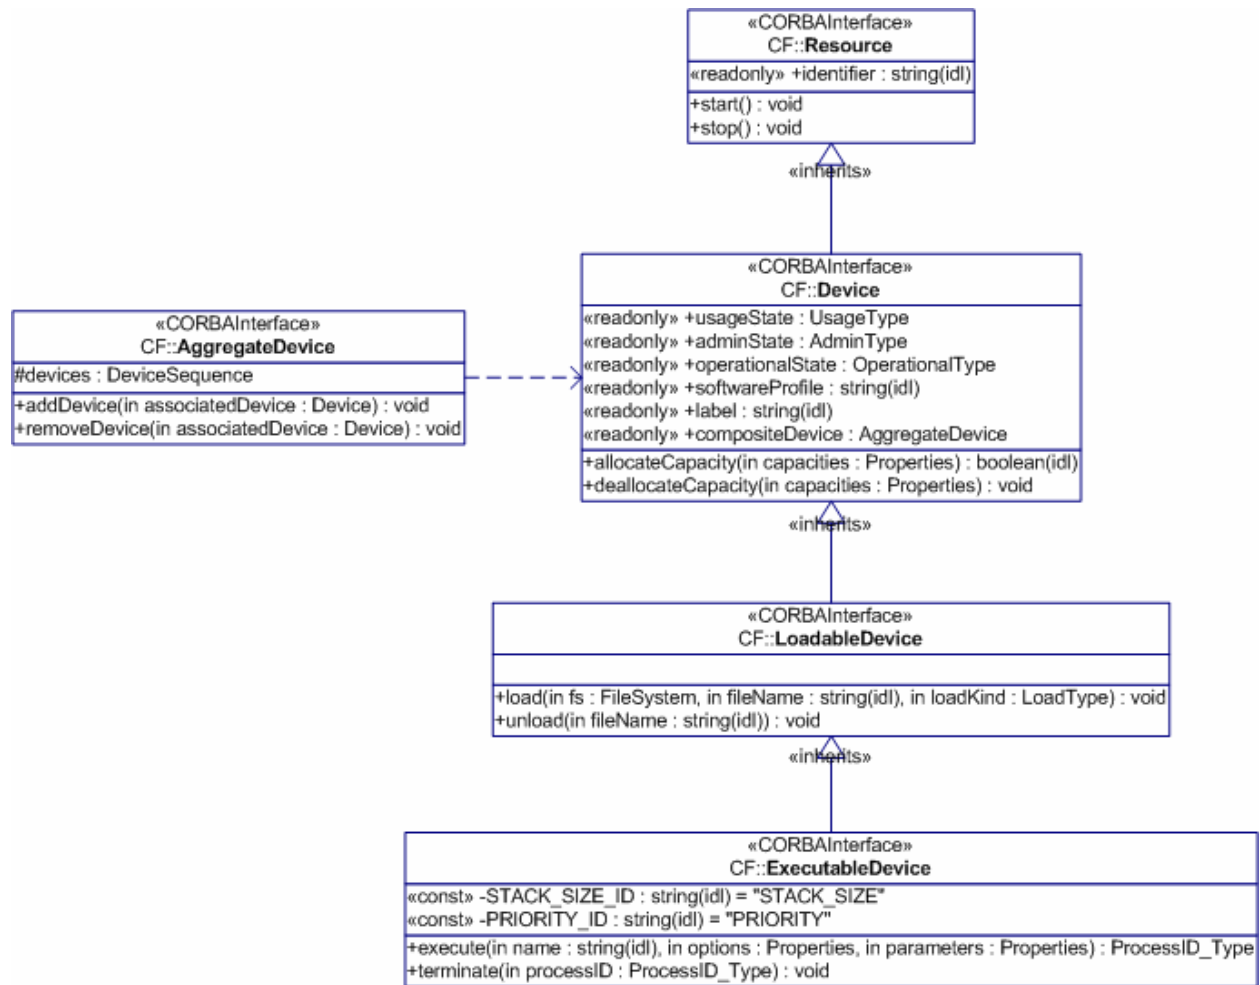 «CORBAInterface»
CF::Resource
«readonly» +identifier : string(idl)
+start() : void
+stop() : void
«inherits»
«CORBAInterface»
CF::Device
«readonly» +usageState : UsageType
«readonly» +adminState : AdminType
«readonly» +operationalState : OperationalType
«readonly» +softwareProfile : string(idl)
«readonly» +label : string(idl)
«readonly» +compositeDevice : AggregateDevice
+allocateCapacity(in capacities : Properties) : boolean(idl)
+deallocateCapacity(in capacities : Properties) : void
«CORBAInterface»
CF::AggregateDevice
#devices : DeviceSequence
+addDevice(in associatedDevice : Device) : void
+removeDevice(in associatedDevice : Device) : void
«inherits»
«CORBAInterface»
CF::LoadableDevice
+load(in fs : FileSystem, in fileName : string(idl), in loadKind : LoadType) : void
+unload(in fileName : string(idl)) : void
«inherits»
«CORBAInterface»
CF::ExecutableDevice
«const» -STACK_SIZE_ID : string(idl) = "STACK_SIZE"
«const» -PRIORITY_ID : string(idl) = "PRIORITY"
+execute(in name : string(idl), in options : Properties, in parameters : Properties) : ProcessID_Type
+terminate(in processID : ProcessID_Type) : void